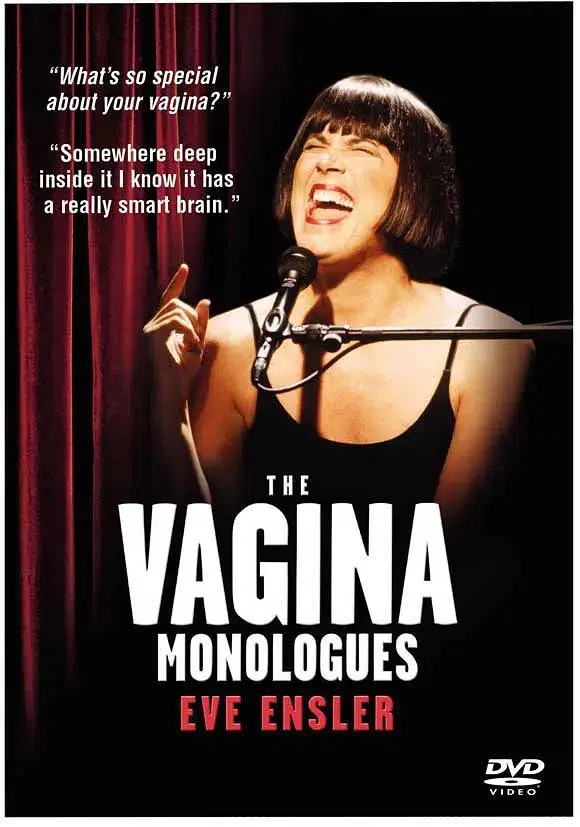 “What’s so special
about your vagina?”
“Somewhere deep
inside it I know it has
a really smart brain.”
THE
VAGINA
MONOLOGUES
EVE ENSLER
DVD
VIDEO